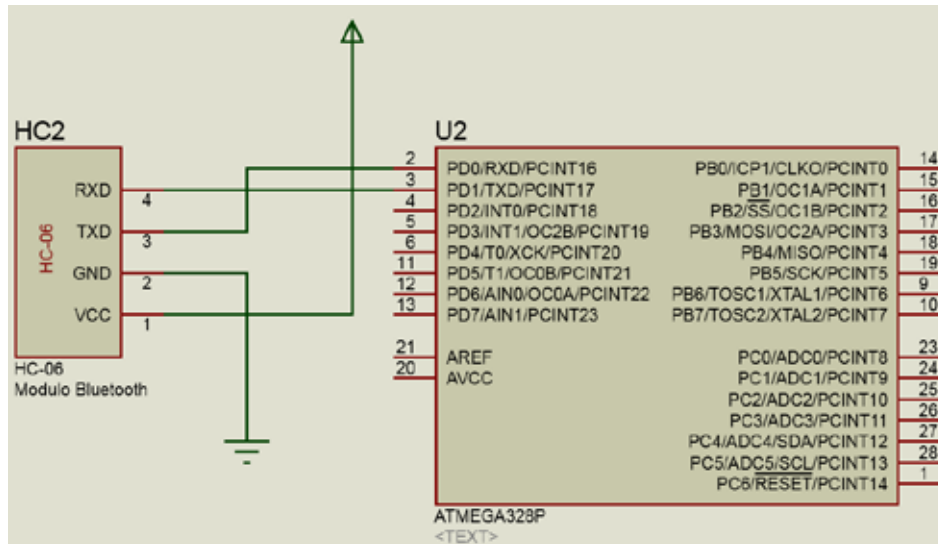 HC2
HC-06
RXD
4
TXD
3
GND
2
VCC
1
HC-06
Modulo Bluetooth
U2
2 PD0/RXD/PCINT16 PB0/ICP1/CLKO/PCINT0 14
3 PD1/TXD/PCINT17 PB1/OC1A/PCINT1 15
4 PD2/INT0/PCINT18 PB2/SS/OC1B/PCINT2 16
5 PD3/INT1/OC2B/PCINT19 PB3/MOSI/OC2A/PCINT3 17
6 PD4/T0/XCK/PCINT20 PB4/MISO/PCINT4 18
11 PD5/T1/OC0B/PCINT21 PB5/SCK/PCINT5 19
12 PD6/AIN0/OC0A/PCINT22 PB6/TOSC1/XTAL1/PCINT6 9
13 PD7/AIN1/PCINT23 PB7/TOSC2/XTAL2/PCINT7 10
21 AREF PC0/ADC0/PCINT8 23
20 AVCC PC1/ADC1/PCINT9 24
PC2/ADC2/PCINT10 25
PC3/ADC3/PCINT11 26
PC4/ADC4/SDA/PCINT12 27
PC5/ADC5/SCL/PCINT13 28
PC6/RESET/PCINT14 1
ATMEGA328P
<TEXT>